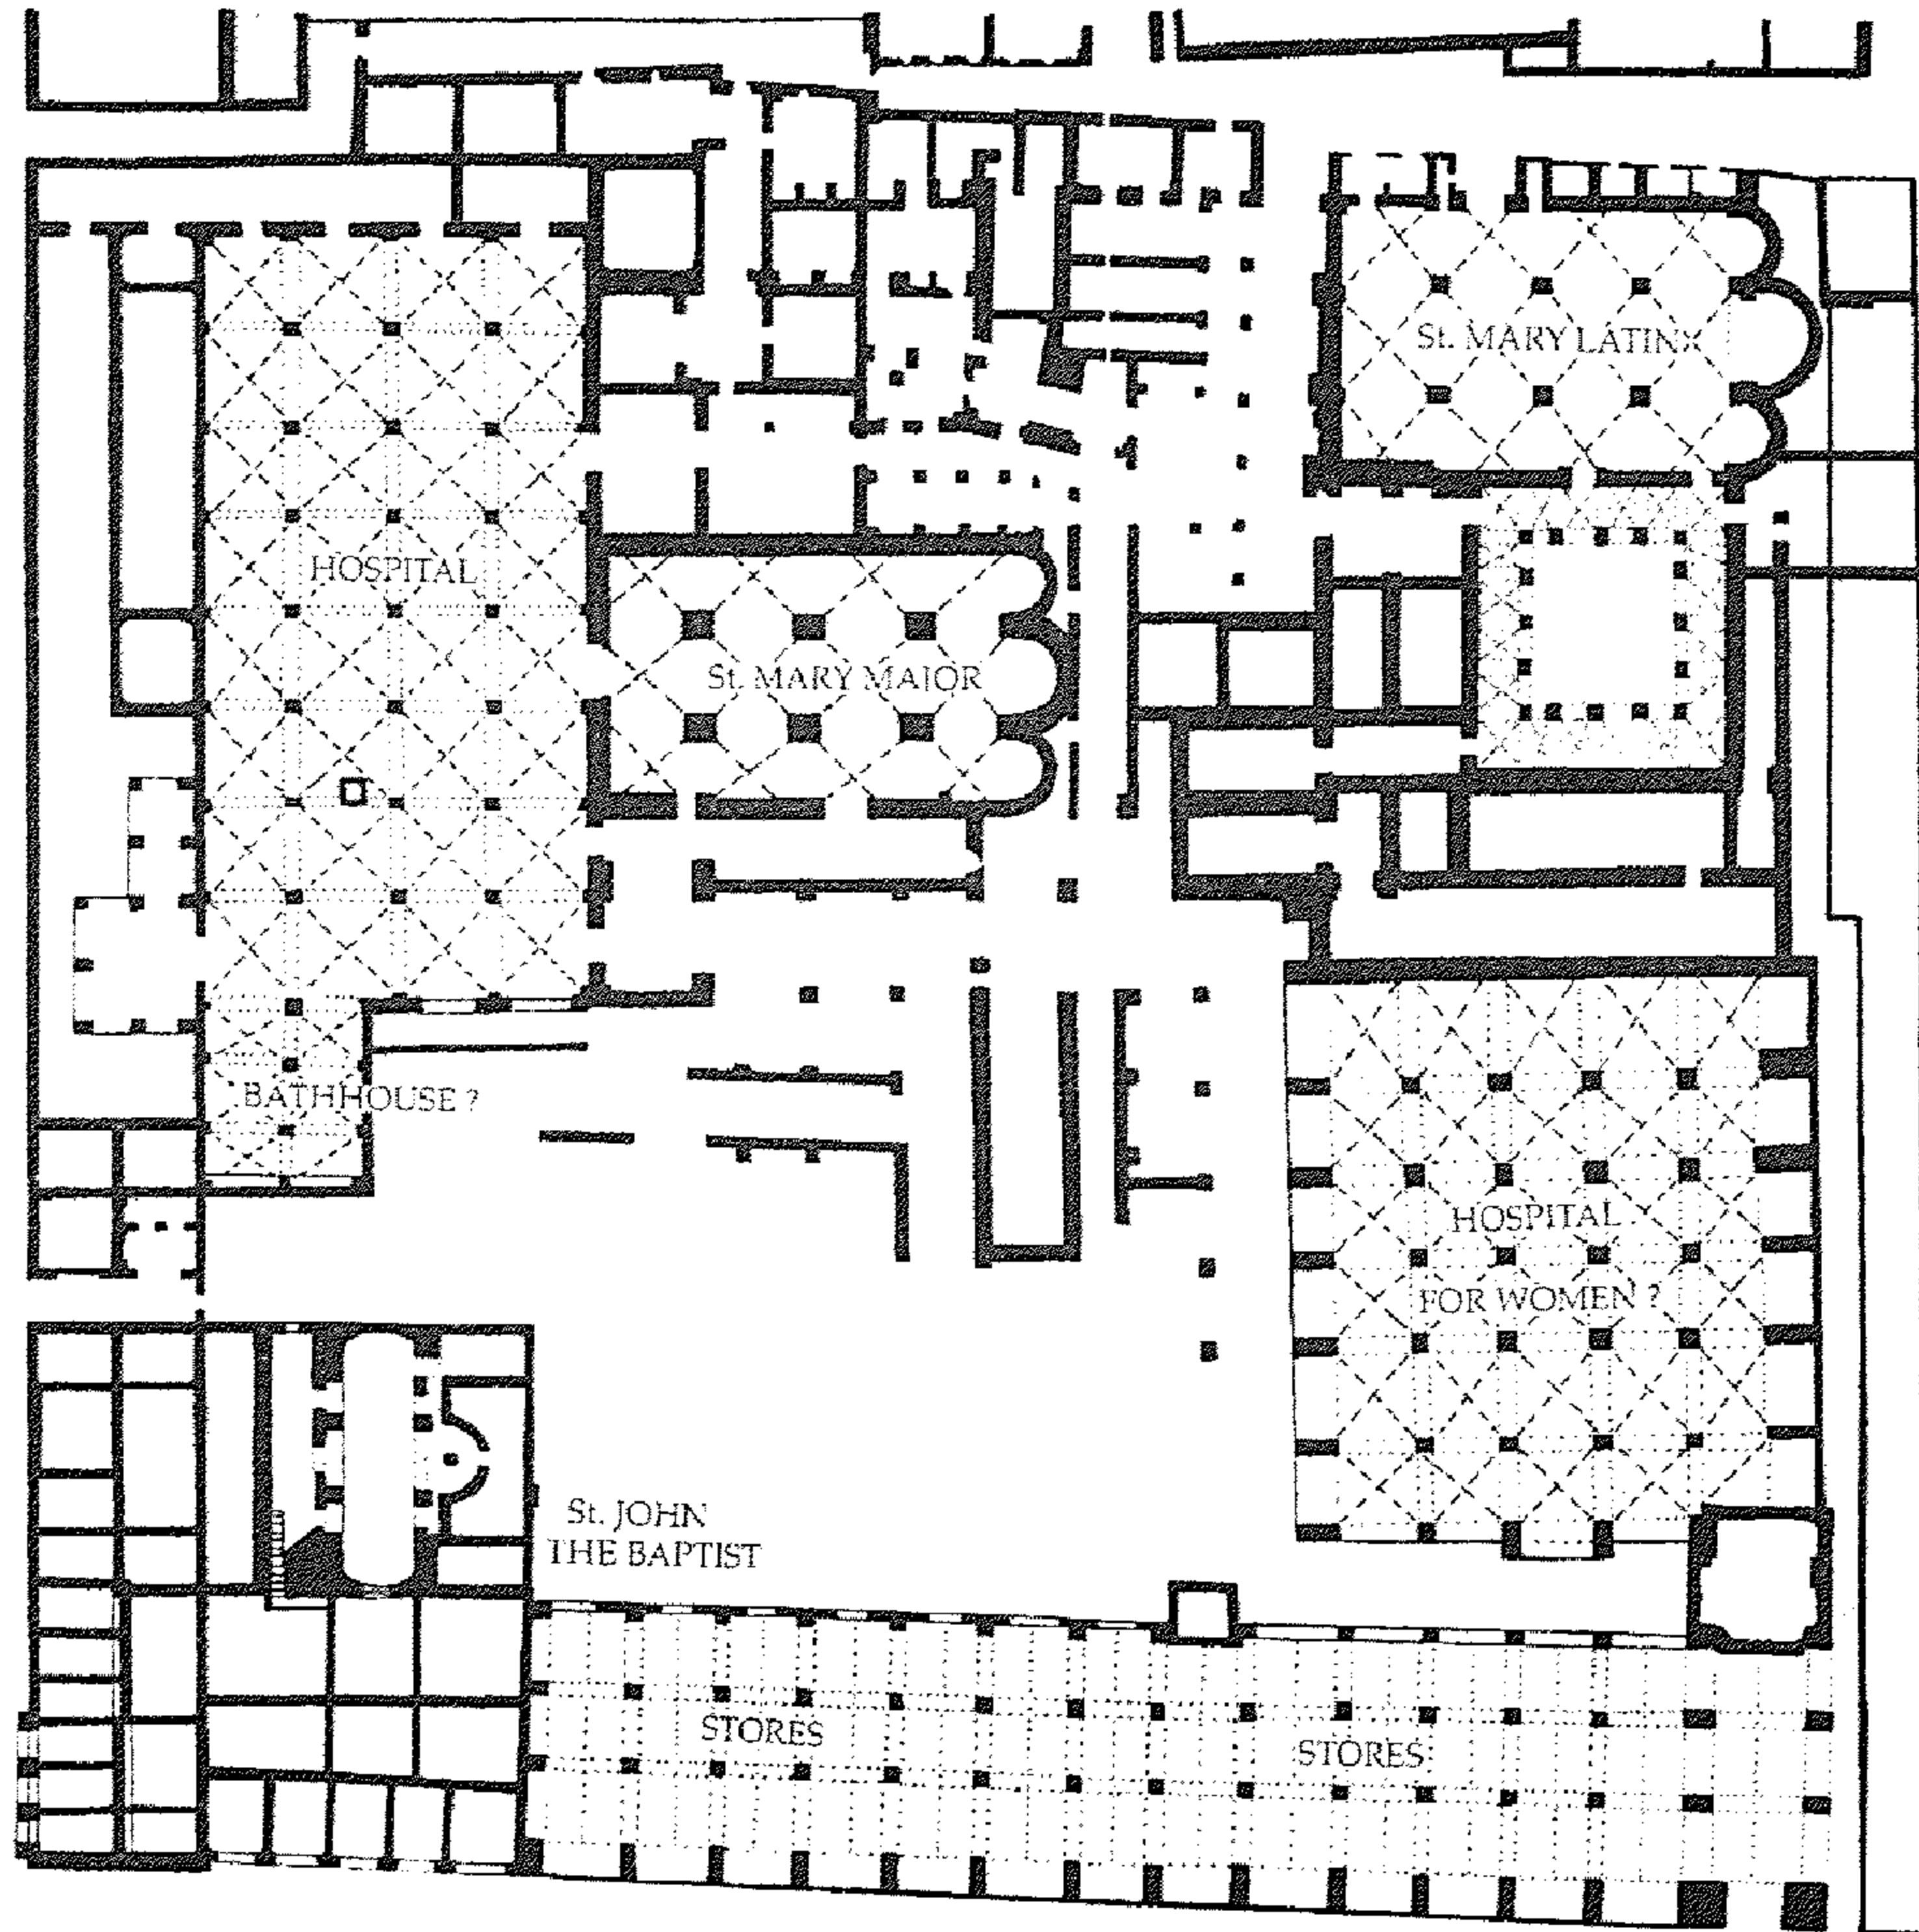 St. MARY LATIN
HOSPITAL
St. MARY MAJOR
BATHHOUSE ?
HOSPITAL
FOR WOMEN ?
St. JOHN
THE BAPTIST
STORES
STORES